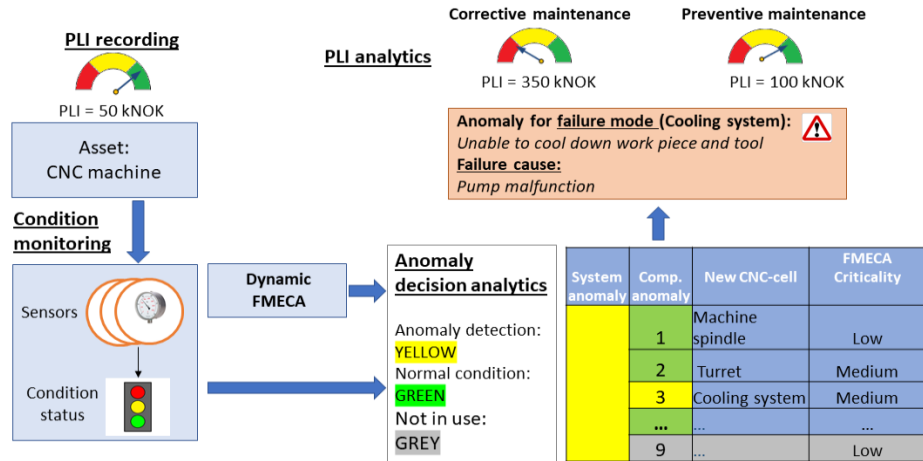 PLI recording
PLI = 50 kNOK
Asset:
CNC machine
Condition
monitoring
Sensors
Condition
status
Dynamic
FMECA
PLI analytics
Corrective maintenance
PLI = 350 kNOK
Preventive maintenance
PLI = 100 kNOK
Anomaly for failure mode (Cooling system):
Unable to cool down work piece and tool
Failure cause:
Pump malfunction
Anomaly
decision analytics
Anomaly detection:
YELLOW
Normal condition:
GREEN
Not in use:
GREY
System
anomaly
Comp.
anomaly
New CNC-cell
FMECA
Criticality
1
Machine
spindle
Low
2
Turret
Medium
3
Cooling system
Medium
...
...
...
9
...
Low